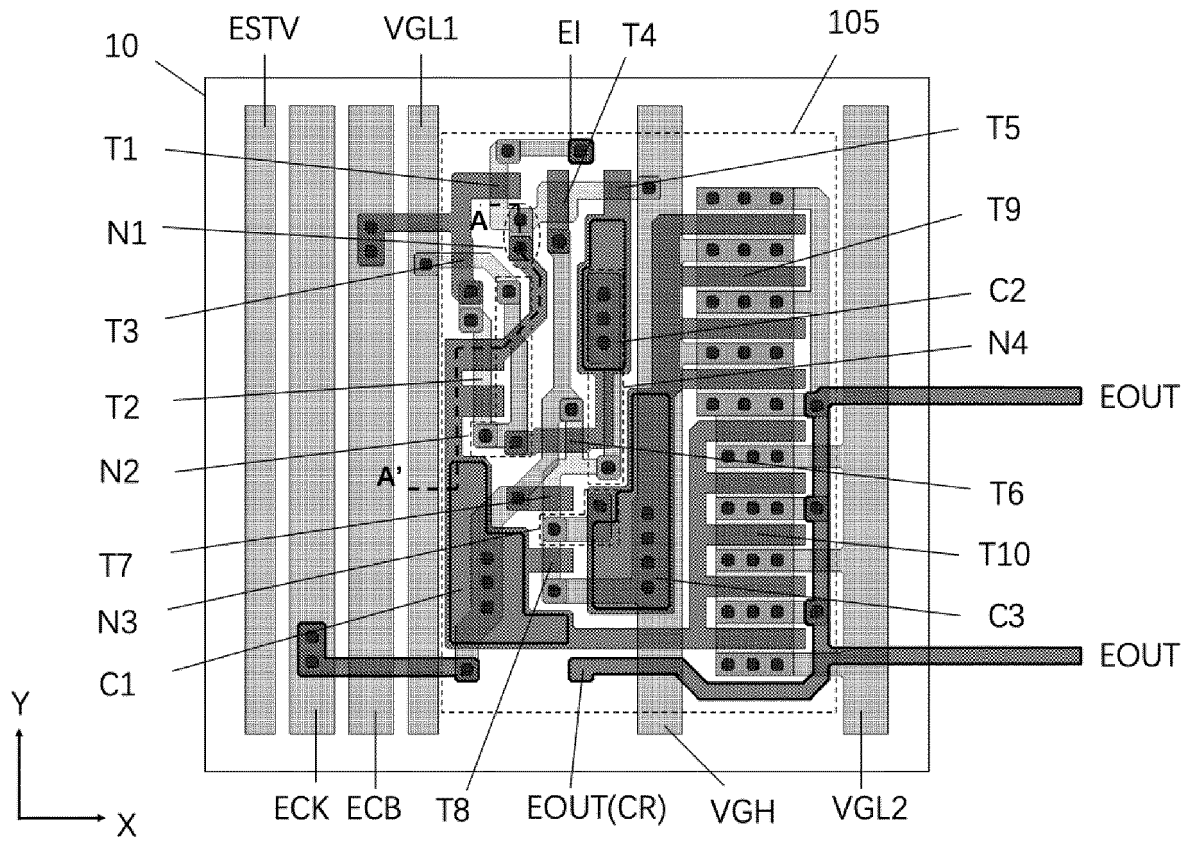 ESTV VGL1 EI T4 105
10
T1
T5
A
T9
N1
C2
T3
N4
T2
EOUT
N2
A'
T6
T7
T10
N3
C3
C1
EOUT
Y
X
ECK ECB T8 EOUT(CR) VGH VGL2